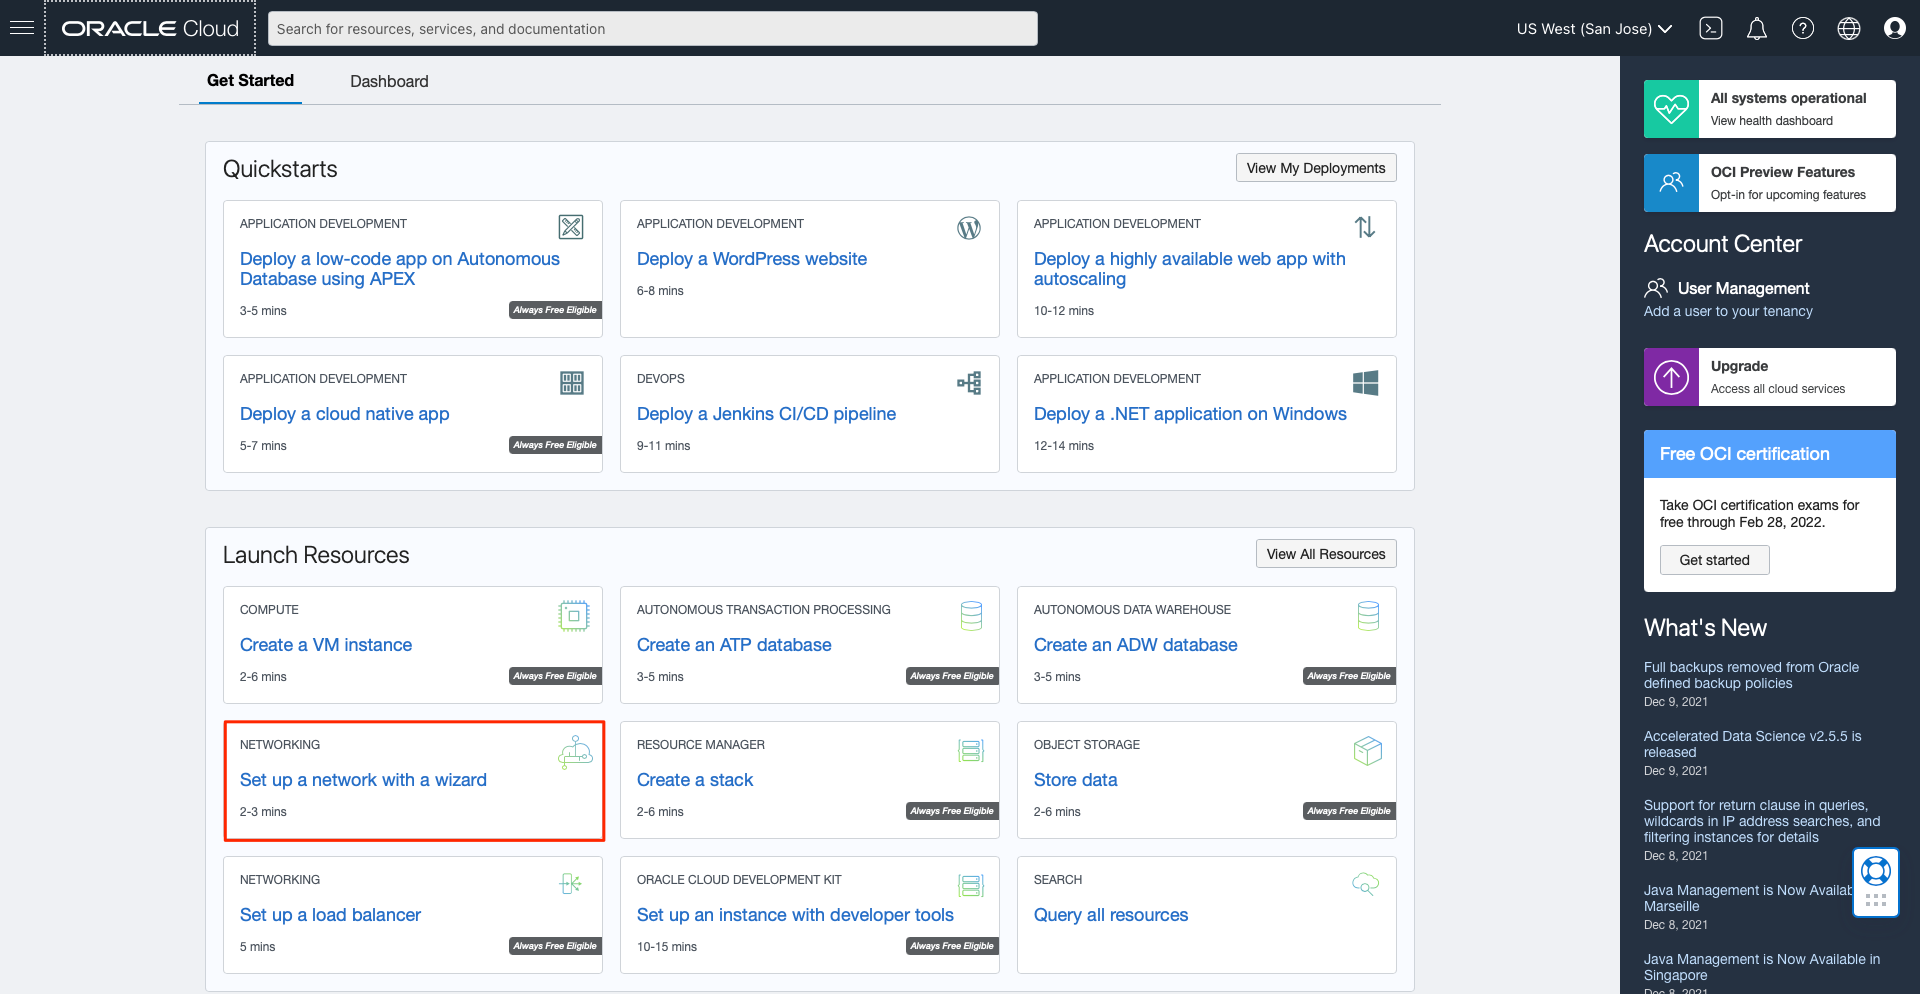 ORACLE Cloud
Search for resources, services, and documentation
US West (San Jose)
Get Started
Dashboard
Quickstarts
View My Deployments
APPLICATION DEVELOPMENT
Deploy a low-code app on Autonomous
Database using APEX
3-5 mins
Always Free Eligible
APPLICATION DEVELOPMENT
Deploy a WordPress website
6-8 mins
APPLICATION DEVELOPMENT
Deploy a highly available web app with
autoscaling
10-12 mins
APPLICATION DEVELOPMENT
Deploy a cloud native app
5-7 mins
Always Free Eligible
DEVOPS
Deploy a Jenkins CI/CD pipeline
9-11 mins
APPLICATION DEVELOPMENT
Deploy a .NET application on Windows
12-14 mins
Launch Resources
View All Resources
COMPUTE
Create a VM instance
2-6 mins
Always Free Eligible
AUTONOMOUS TRANSACTION PROCESSING
Create an ATP database
3-5 mins
Always Free Eligible
AUTONOMOUS DATA WAREHOUSE
Create an ADW database
3-5 mins
Always Free Eligible
NETWORKING
Set up a network with a wizard
2-3 mins
RESOURCE MANAGER
Create a stack
2-6 mins
Always Free Eligible
OBJECT STORAGE
Store data
2-6 mins
Always Free Eligible
NETWORKING
Set up a load balancer
5 mins
Always Free Eligible
ORACLE CLOUD DEVELOPMENT KIT
Set up an instance with developer tools
10-15 mins
Always Free Eligible
SEARCH
Query all resources
All systems operational
View health dashboard
OCI Preview Features
Opt-in for upcoming features
Account Center
User Management
Add a user to your tenancy
Upgrade
Access all cloud services
Free OCI certification
Take OCI certification exams for
free through Feb 28, 2022.
Get started
What's New
Full backups removed from Oracle
defined backup policies
Dec 9, 2021
Accelerated Data Science v2.5.5 is
released
Dec 9, 2021
Support for return clause in queries,
wildcards in IP address searches, and
filtering instances for details
Dec 8, 2021
Java Management is Now Availab
Marseille
Dec 8, 2021
Java Management is Now Available in
Singapore
Dec 8, 2021